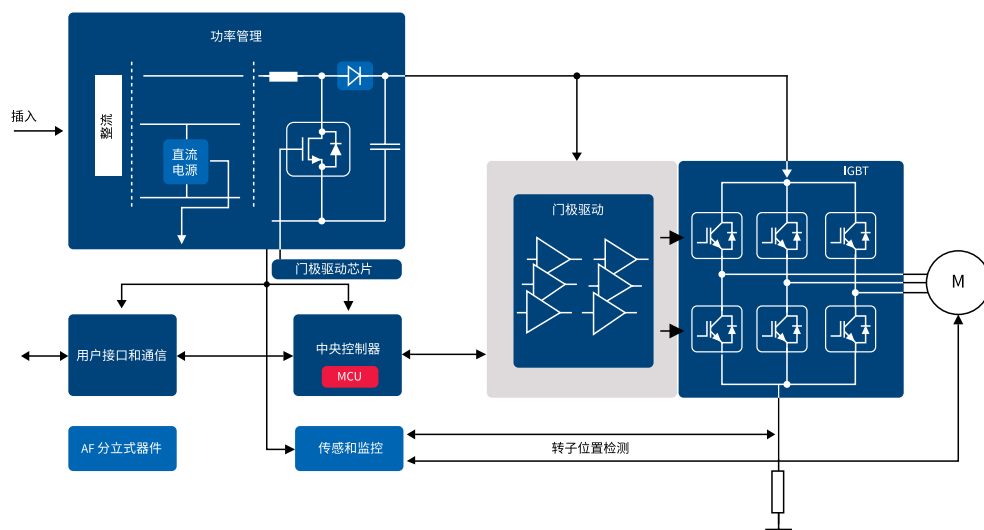 功率管理
插入
整流
直流
电源
IGBT
门极驱动
门极驱动芯片
M
用户接口和通信
中央控制器
MCU
AF 分立式器件
传感和监控
转子位置检测